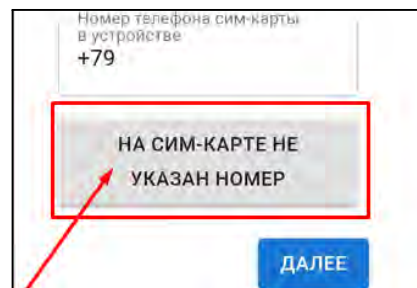 Номер телефона сим-карты
в устройстве
+79
НА СИМ-КАРТЕ НЕ
УКАЗАН НОМЕР
ДАЛЕЕ